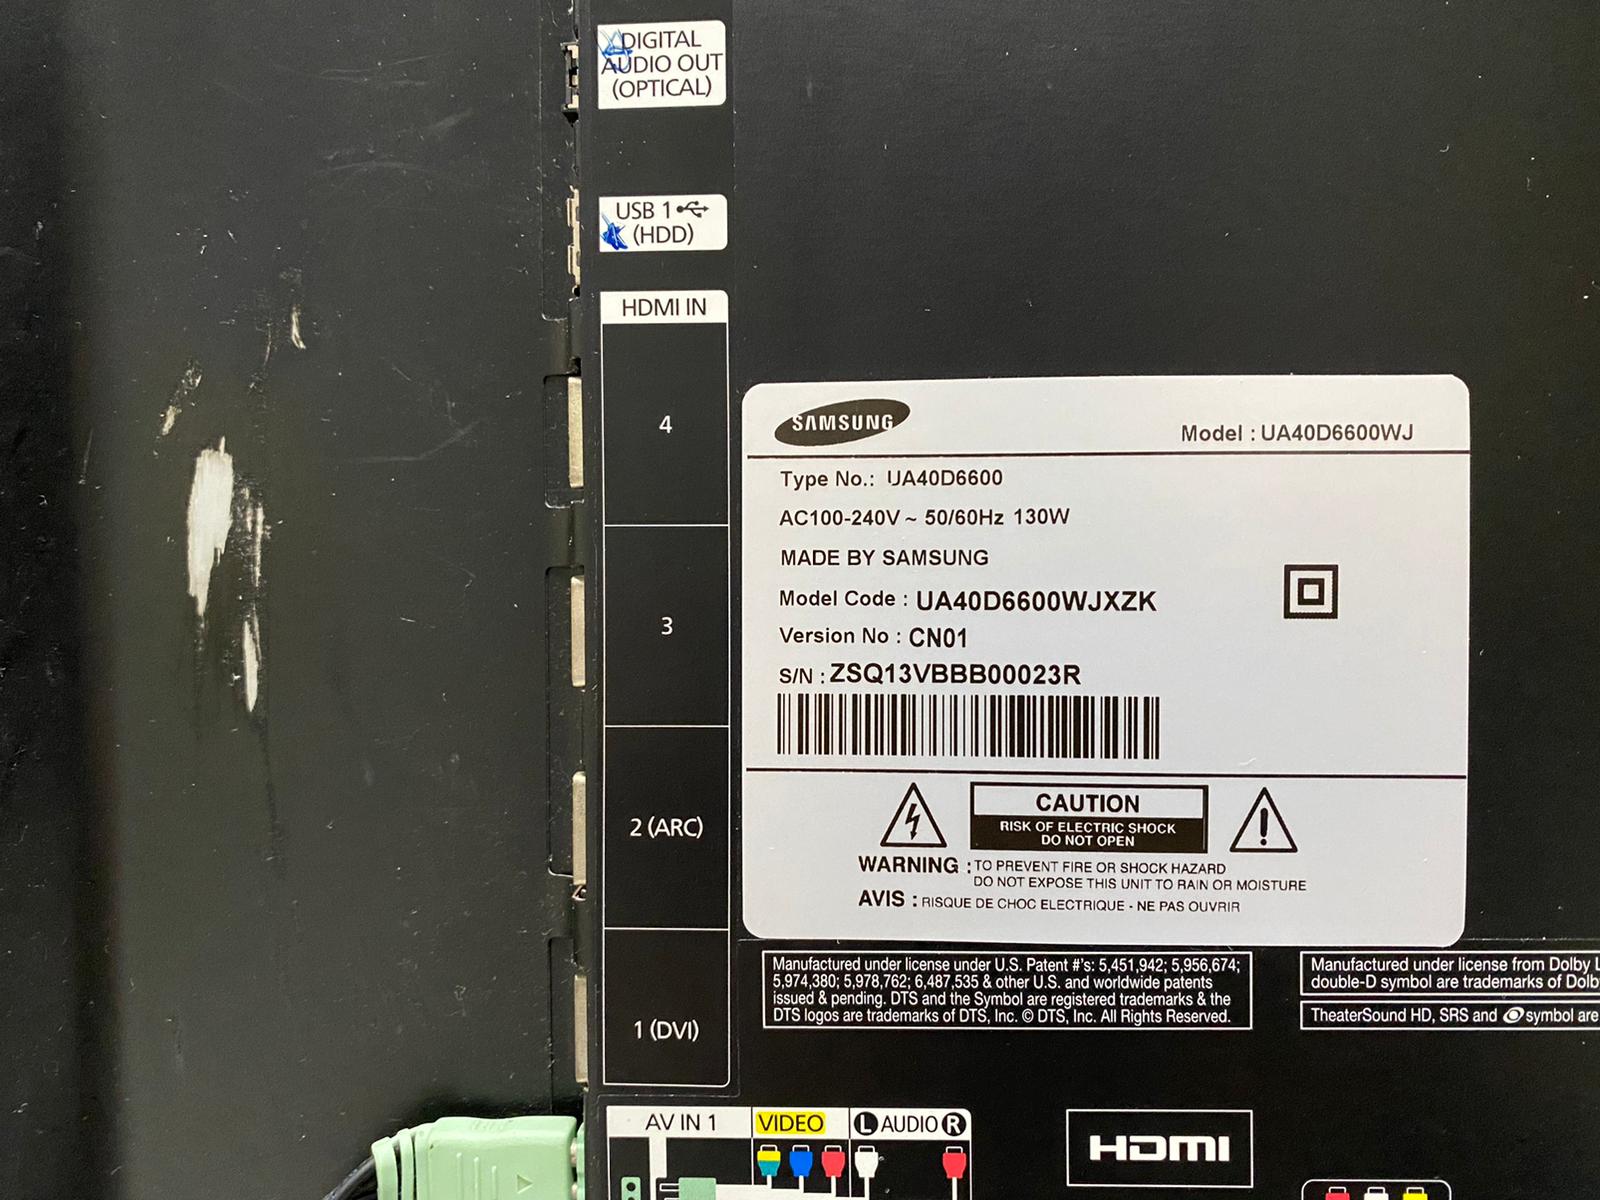 DIGITAL
AUDIO OUT
(OPTICAL)
USB 1
(HDD)
HDMI IN
4
3
2 (ARC)
1 (DVI)
SAMSUNG
Model : UA40D6600WJ
Type No.: UA40D6600
AC100-240V ~ 50/60Hz 130W
MADE BY SAMSUNG
Model Code : UA40D6600WJXZK
Version No : CN01
S/N : ZSQ13VBBB00023R
CAUTION
RISK OF ELECTRIC SHOCK
DO NOT OPEN
WARNING : TO PREVENT FIRE OR SHOCK HAZARD
DO NOT EXPOSE THIS UNIT TO RAIN OR MOISTURE
AVIS : RISQUE DE CHOC ELECTRIQUE - NE PAS OUVRIR
Manufactured under license under U.S. Patent #'s: 5,451,942; 5,956,674;
5,974,380; 5,978,762; 6,487,535 & other U.S. and worldwide patents
issued & pending. DTS and the Symbol are registered trademarks & the
DTS logos are trademarks of DTS, Inc. © DTS, Inc. All Rights Reserved.
Manufactured under license from Dolby
double-D symbol are trademarks of
TheaterSound HD, SRS and symbol are
AV IN 1
VIDEO
L AUDIO R
HDMI